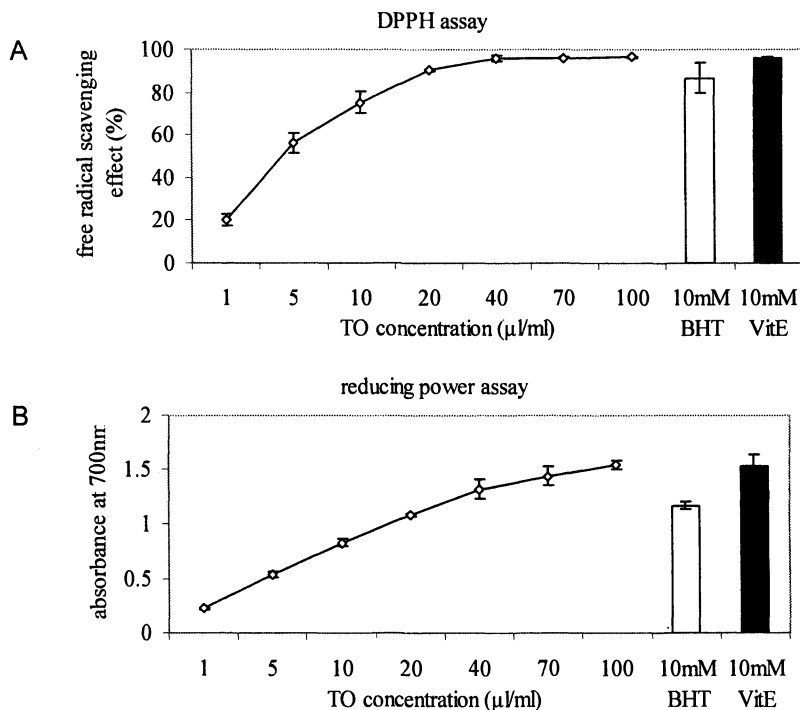 DPPH assay
A
free radical scavenging
effect (%)
100
80
60
40
20
0
1 5 10 20 40 70 100 10mM 10mM
TO concentration (µl/ml) BHT VitE
reducing power assay
B
absorbance at 700nm
2
1.5
1
0.5
0
1 5 10 20 40 70 100 10mM 10mM
TO concentration (µl/ml) BHT VitE